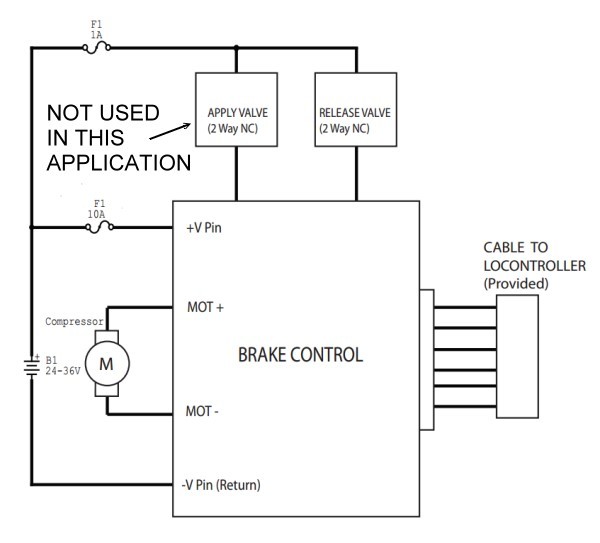 F1
1A
NOT USED
IN THIS
APPLICATION
APPLY VALVE
(2 Way NC)
RELEASE VALVE
(2 Way NC)
F1
10A
+V Pin
CABLE TO
LOCONTROLLER
(Provided)
MOT +
Compressor
M
BRAKE CONTROL
+
B1
24-36V
MOT -
-V Pin (Return)